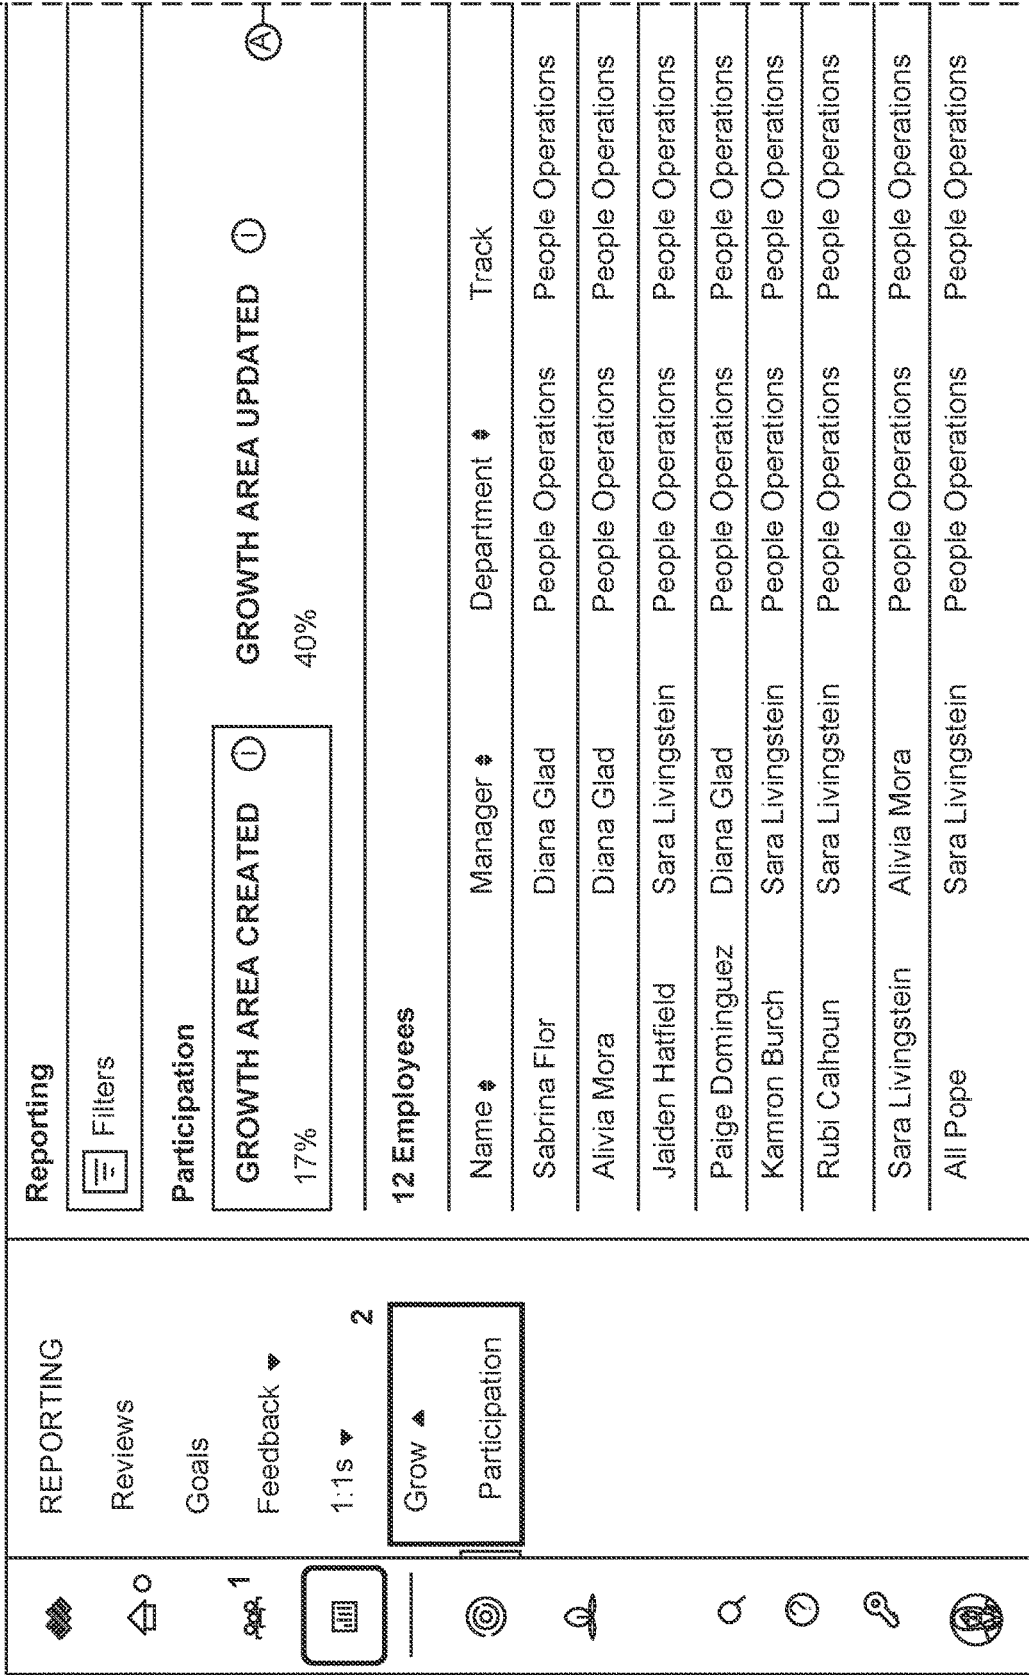 1
REPORTING
Reviews
Goals
Feedback
1:1s
2
Grow
Participation
Reporting
Filters
Participation
GROWTH AREA CREATED i GROWTH AREA UPDATED i
17% 40%
A
12 Employees
Name Manager Department Track
Sabrina Flor Diana Glad People Operations People Operations
Alivia Mora Diana Glad People Operations People Operations
Jaiden Hatfield Sara Livingstein People Operations People Operations
Paige Dominguez Diana Glad People Operations People Operations
Kamron Burch Sara Livingstein People Operations People Operations
Rubi Calhoun Sara Livingstein People Operations People Operations
Sara Livingstein Alivia Mora People Operations People Operations
All Pope Sara Livingstein People Operations People Operations